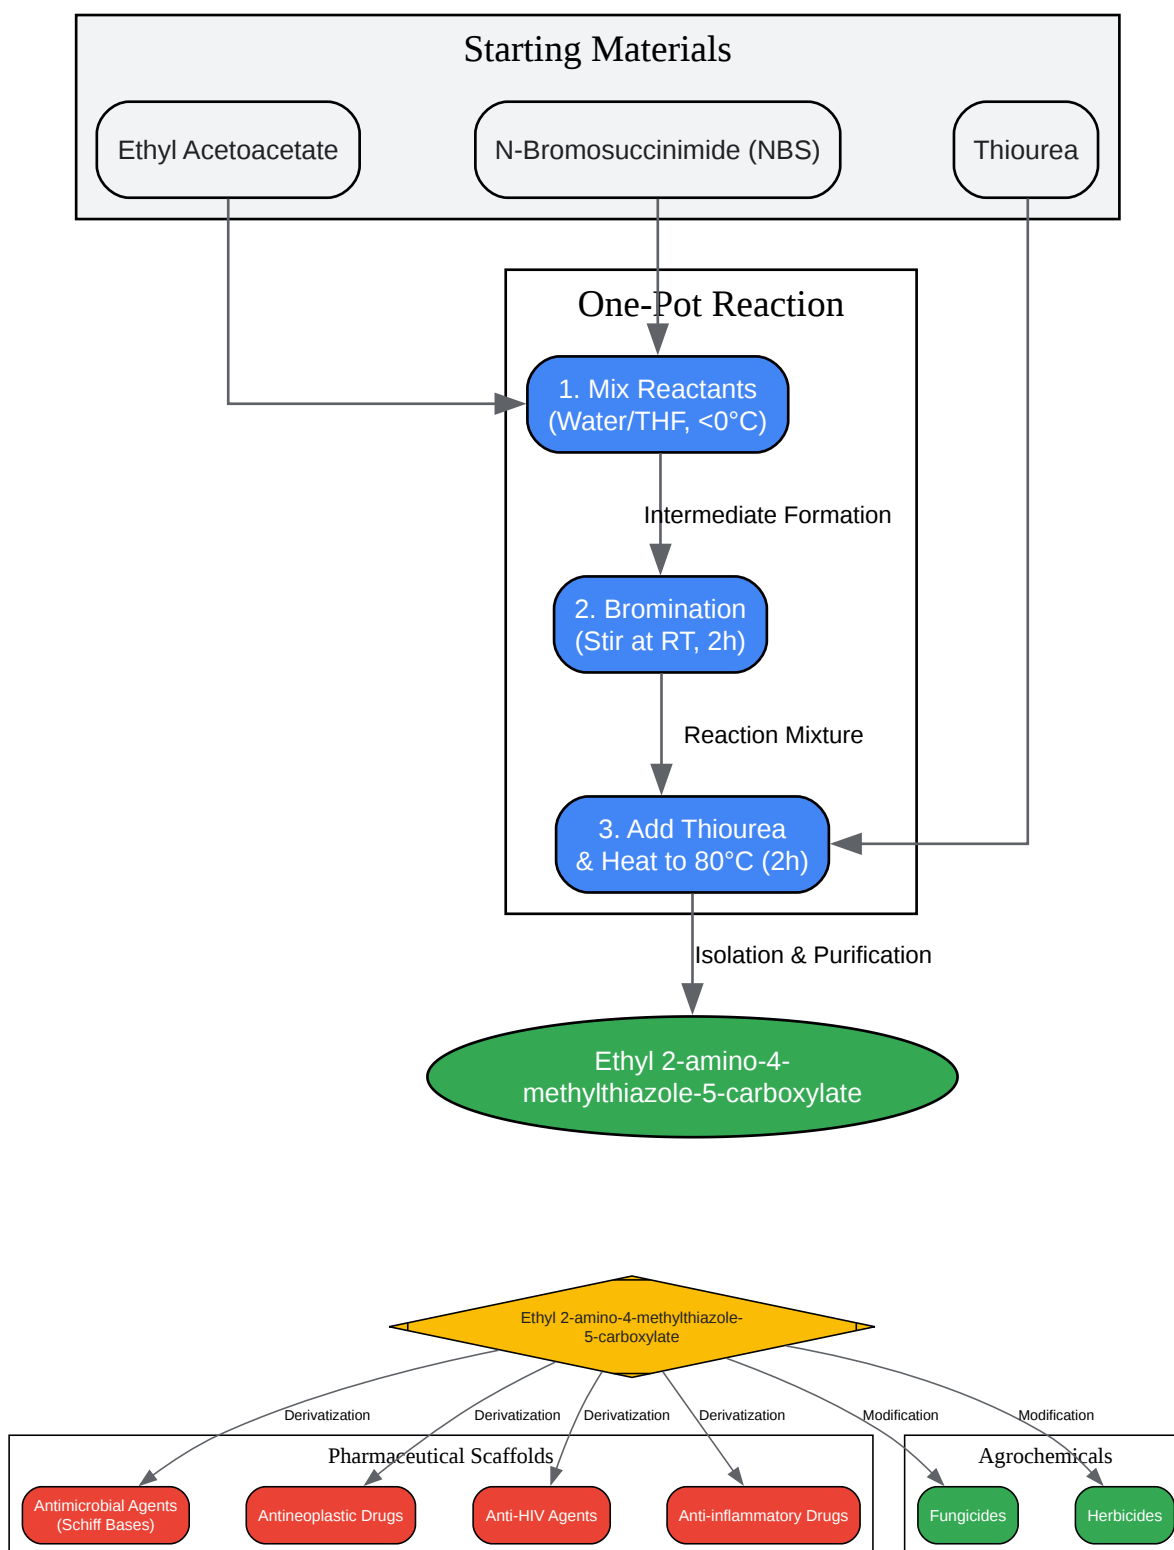 Starting Materials
Ethyl Acetoacetate
N-Bromosuccinimide (NBS)
Thiourea
One-Pot Reaction
1. Mix Reactants
(Water/THF, <0°C)
Intermediate Formation
2. Bromination
(Stir at RT, 2h)
Reaction Mixture
3. Add Thiourea
& Heat to 80°C (2h)
Isolation & Purification
Ethyl 2-amino-4-
methylthiazole-5-carboxylate
Ethyl 2-amino-4-methylthiazole-
5-carboxylate
Derivatization
Derivatization
Derivatization
Derivatization
Modification
Modification
Pharmaceutical Scaffolds
Agrochemicals
Antimicrobial Agents
(Schiff Bases)
Antineoplastic Drugs
Anti-HIV Agents
Anti-inflammatory Drugs
Fungicides
Herbicides